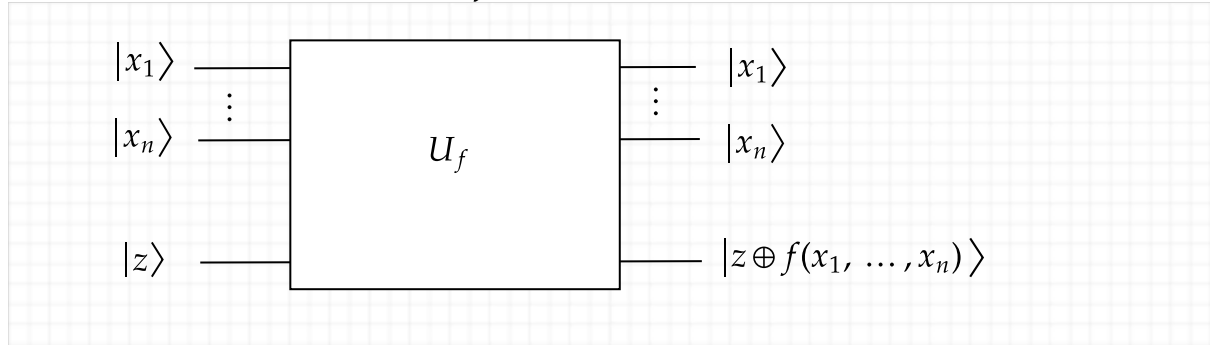 |x₁⟩ |x₁⟩
⋮ ⋮
|xₙ⟩ U_f |xₙ⟩
|z⟩ |z ⊕ f(x₁, … , xₙ)⟩